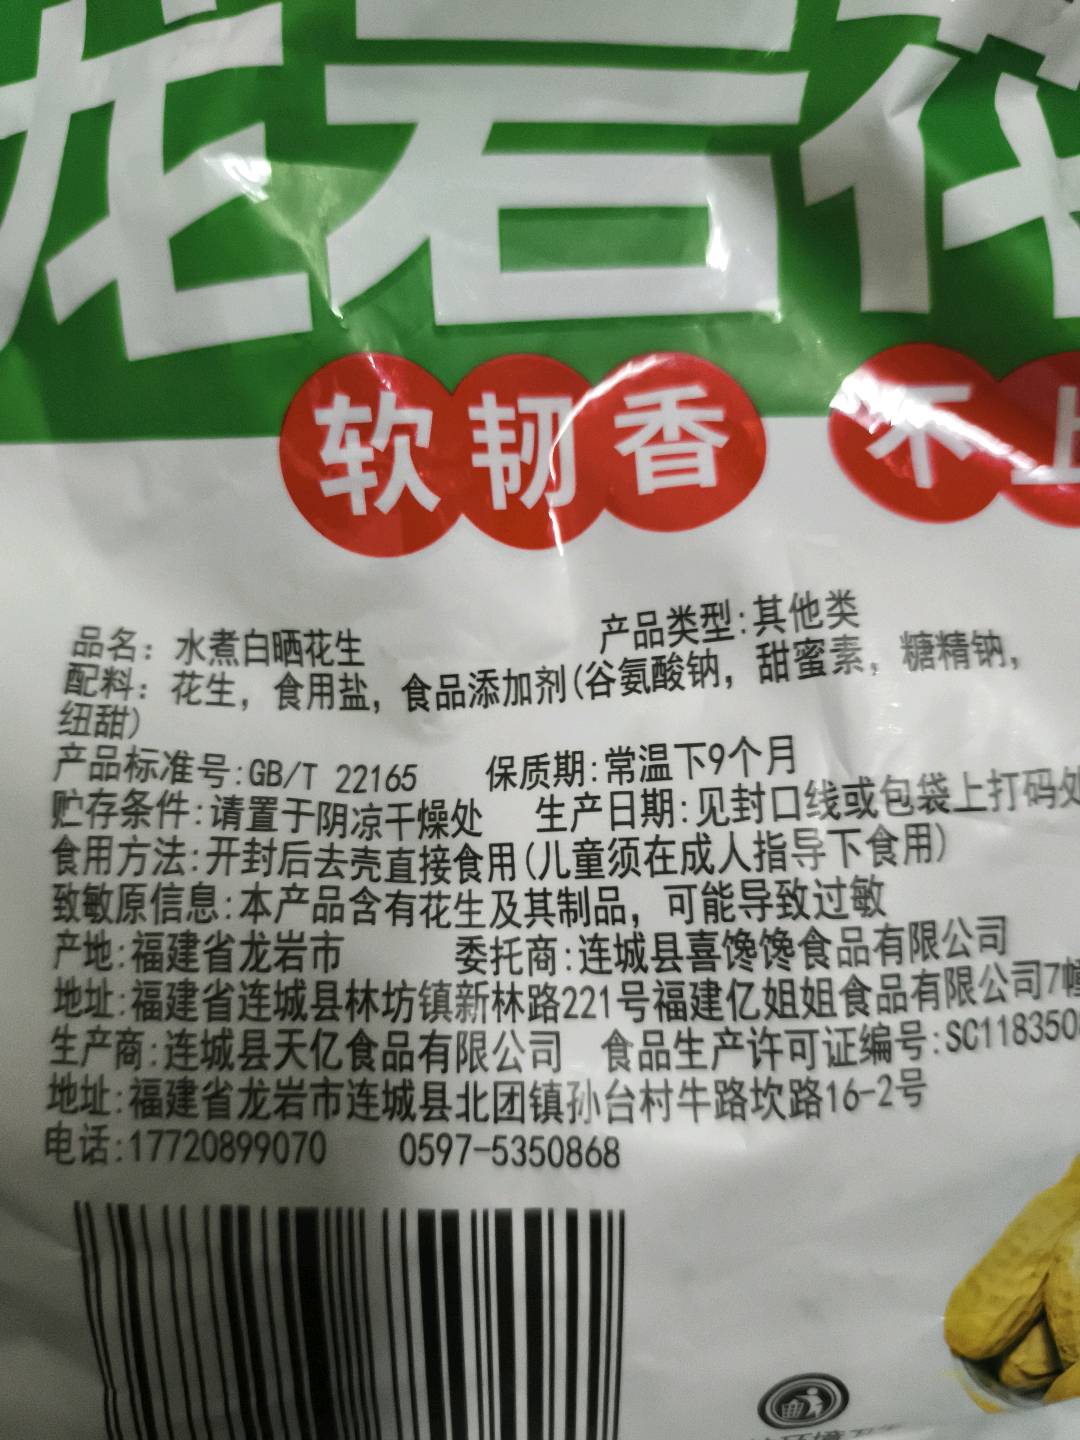 龙岩花
软韧香 不上
品名：水煮白晒花生 产品类型:其他类
配料：花生，食用盐，食品添加剂(谷氨酸钠，甜蜜素，糖精钠，
纽甜)
产品标准号:GB/T 22165 保质期:常温下9个月
贮存条件:请置于阴凉干燥处 生产日期:见封口线或包袋上打码处
食用方法:开封后去壳直接食用(儿童须在成人指导下食用)
致敏原信息:本产品含有花生及其制品，可能导致过敏
产地:福建省龙岩市 委托商:连城县喜馋馋食品有限公司
地址:福建省连城县林坊镇新林路221号福建亿姐姐食品有限公司7幢
生产商:连城县天亿食品有限公司 食品生产许可证编号:SC118350
地址:福建省龙岩市连城县北团镇孙台村牛路坎路16-2号
电话:17720899070 0597-5350868